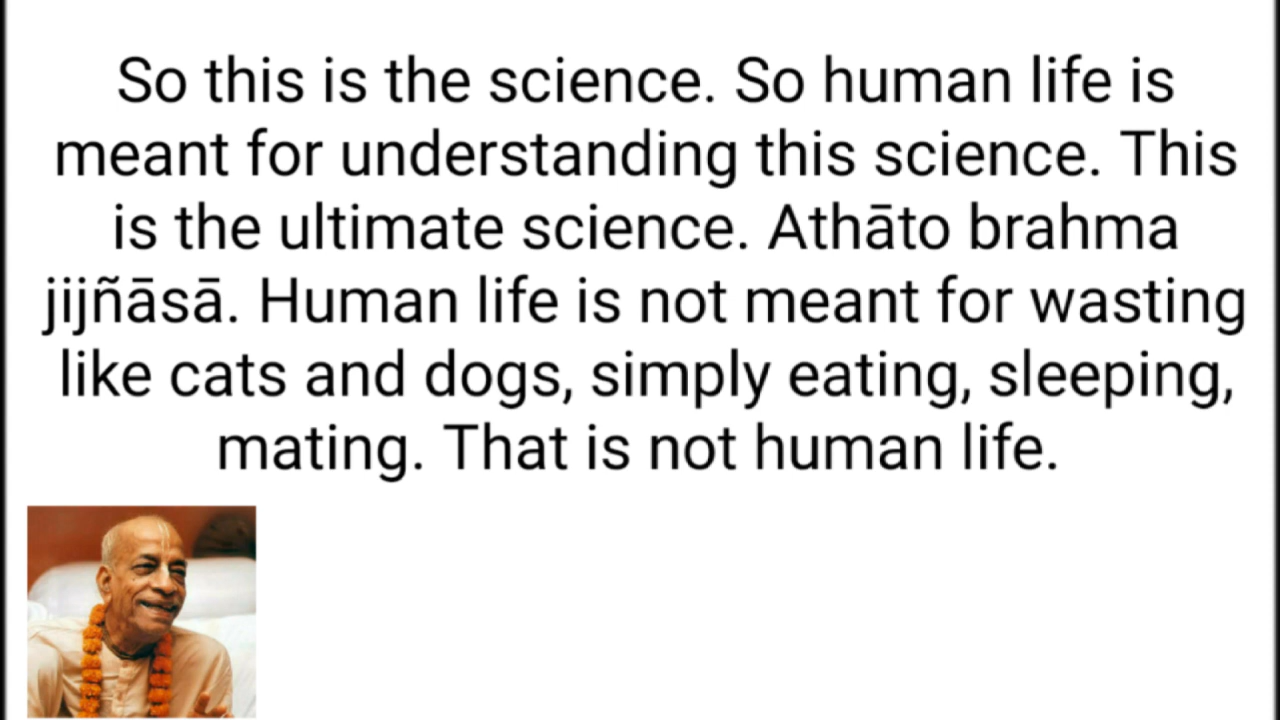 So this is the science. So human life is
meant for understanding this science. This
is the ultimate science. Athāto brahma
jijñāsā. Human life is not meant for wasting
like cats and dogs, simply eating, sleeping,
mating. That is not human life.